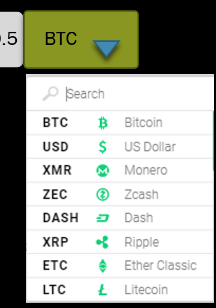 .5 BTC
Search
BTC Bitcoin
USD $ US Dollar
XMR Monero
ZEC Zcash
DASH Dash
XRP Ripple
ETC Ether Classic
LTC Litecoin